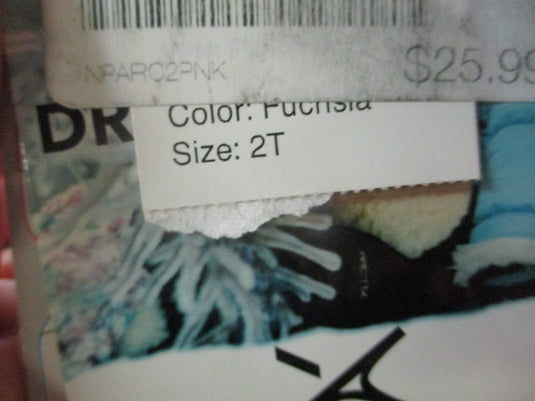 NPARC2PNK
$25.99
DR
Color: Fuchsia
Size: 2T